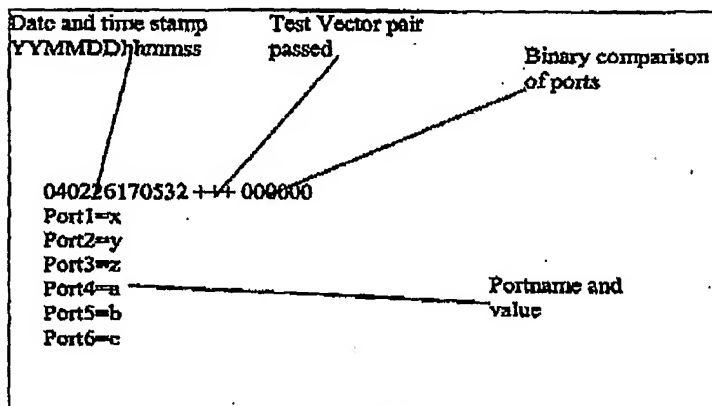 Date and time stamp
YYMMDDhhmmss
Test Vector pair
passed
Binary comparison
of ports
040226170532 +++ 000000
Port1=x
Port2=y
Port3=z
Port4=a
Port5=b
Port6=c
Portname and
value